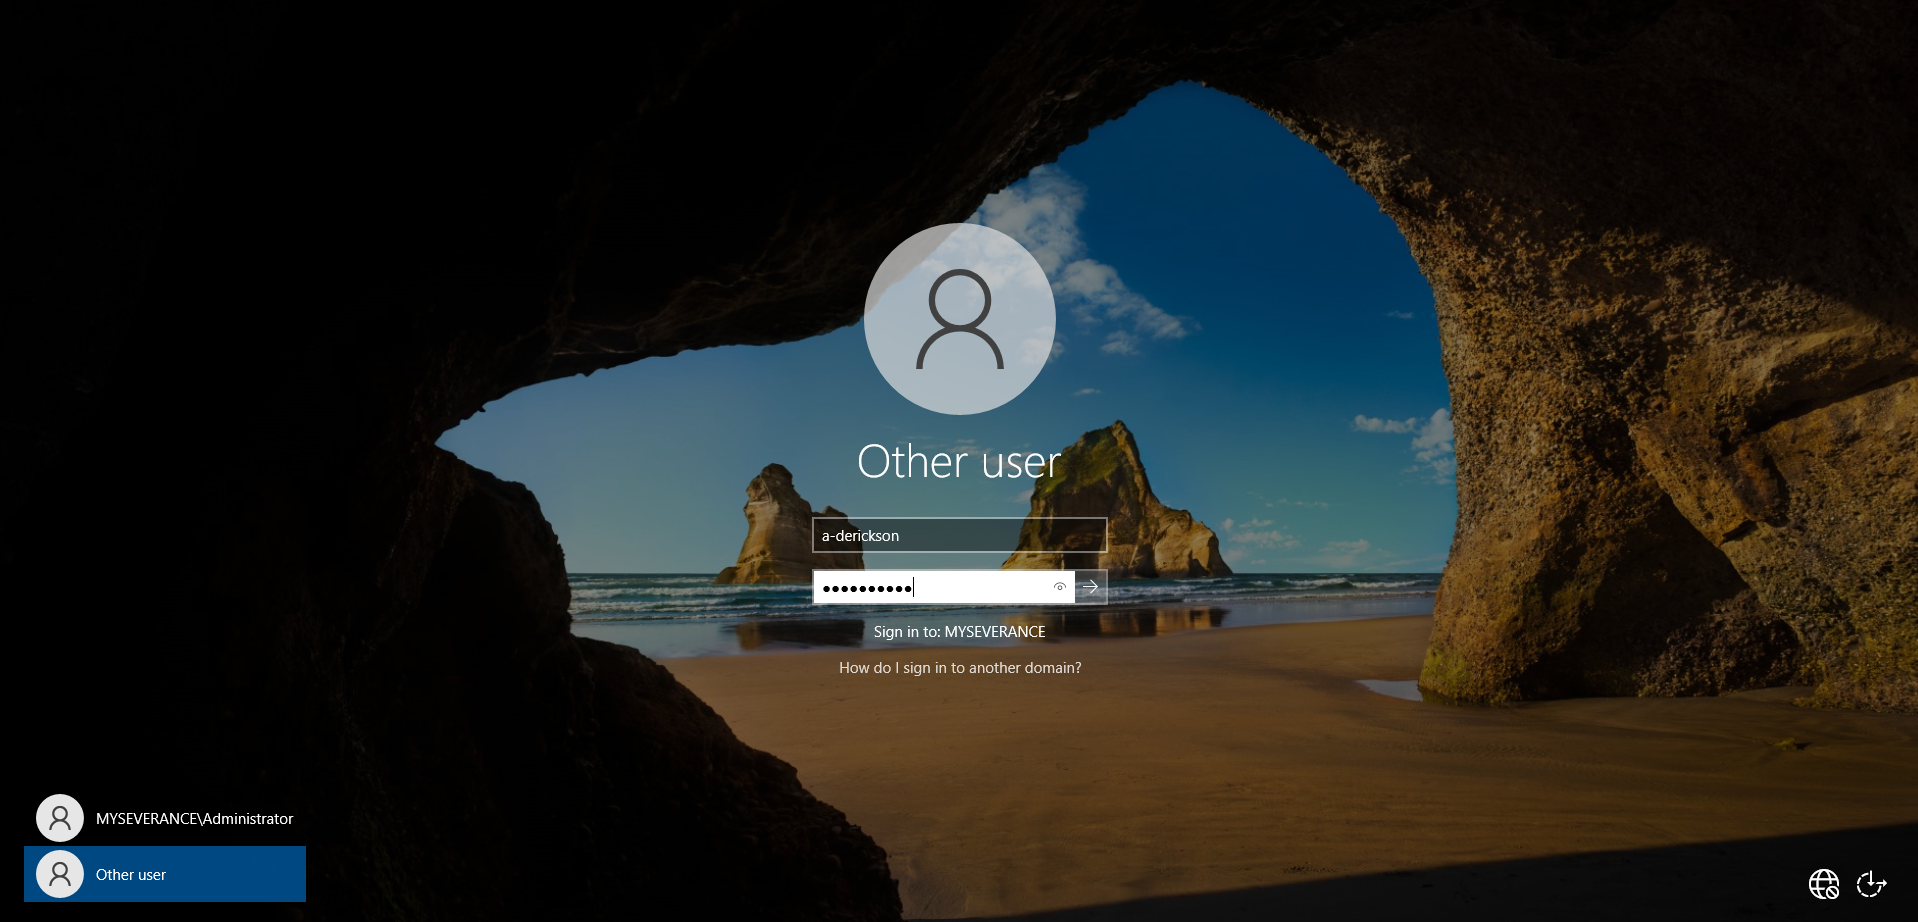 Other user
a-derickson
Sign in to: MYSEVERANCE
How do I sign in to another domain?
MYSEVERANCE\Administrator
Other user